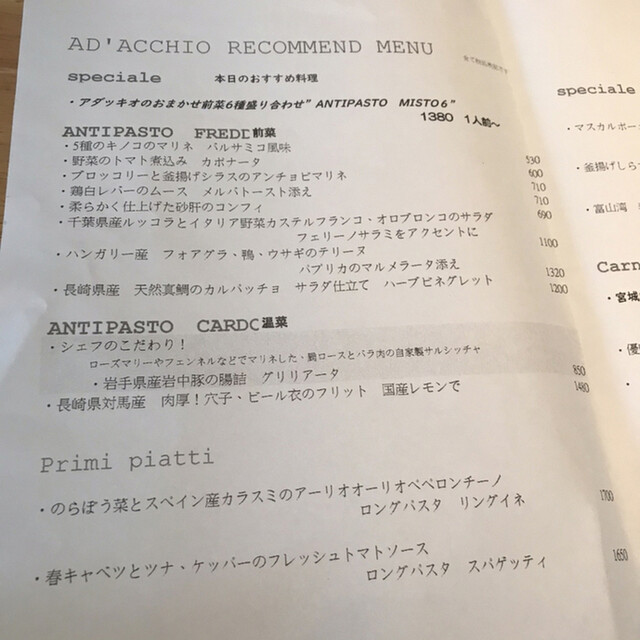 AD'ACCHIO RECOMMEND MENU
speciale 本日のおすすめ料理
・アダッキオのおまかせ前菜6種盛り合わせ" ANTIPASTO MISTO 6"
1380 1人前～
ANTIPASTO FREDD前菜
・5種のキノコのマリネ バルサミコ風味
・野菜のトマト煮込み カポナータ 530
・ブロッコリーと釜揚げシラスのアンチョビマリネ 600
・鶏白レバーのムース メルバトースト添え 710
・柔らかく仕上げた砂肝のコンフィ 710
・千葉県産ルッコラとイタリア野菜カステルフランコ・オロブロンコのサラダ 690
フェリーノサラミをアクセントに
1100
・ハンガリー産 フォアグラ、鴨、ウサギのテリーヌ
パプリカのマルメラータ添え 1320
・長崎県産 天然真鯛のカルパッチョ サラダ仕立て ハーブビネグレット 1200
ANTIPASTO CARDO温菜
・シェフのこだわり！
ローズマリーやフェンネルなどでマリネした、肩ロースとバラ肉の自家製サルシッチャ
・岩手県産岩中豚の腸詰 グリリアータ 850
・長崎県対馬産 肉厚！穴子、ビール衣のフリット 国産レモンで 1480
Primi piatti
・のらぼう菜とスペイン産カラスミのアーリオオーリオペペロンチーノ
ロングパスタ リングイネ 1700
・春キャベツとツナ、ケッパーのフレッシュトマトソース
ロングパスタ スパゲッティ 1650
speciale
・マスカルポー
・釜揚げしら
・富山湾
Carn
・宮城
・優